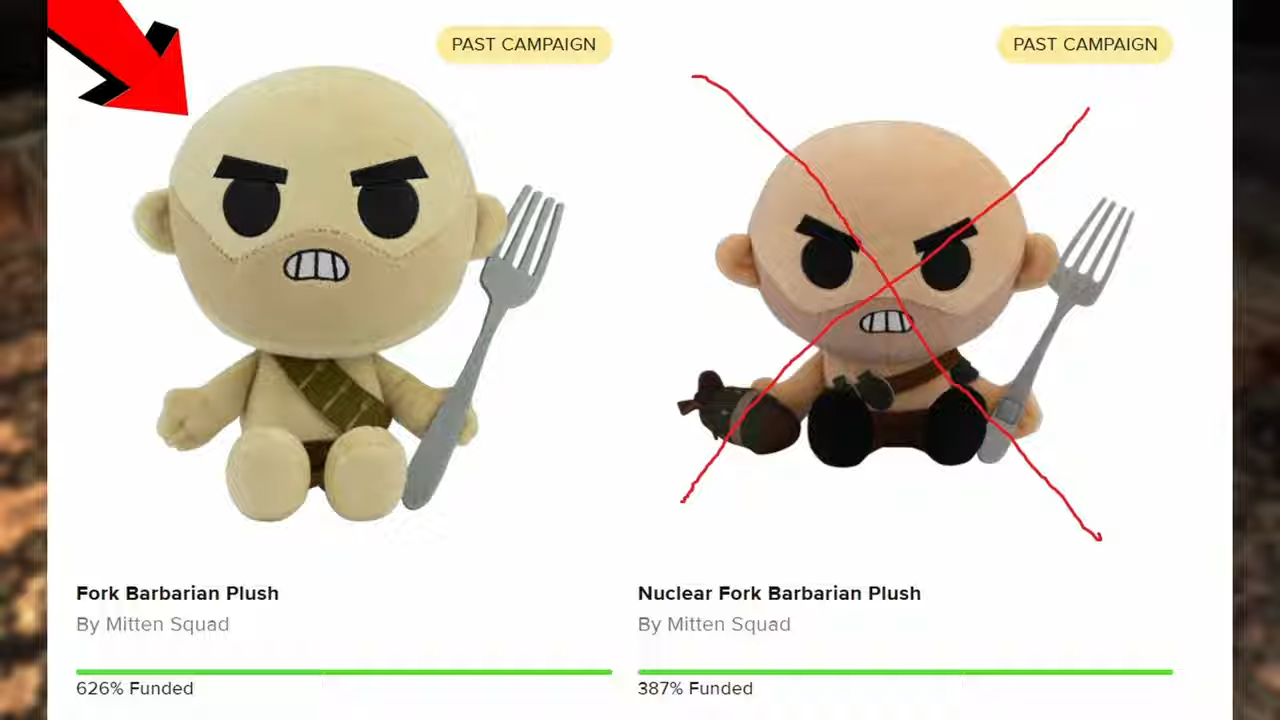 PAST CAMPAIGN
PAST CAMPAIGN
Fork Barbarian Plush
By Mitten Squad
626% Funded
Nuclear Fork Barbarian Plush
By Mitten Squad
387% Funded